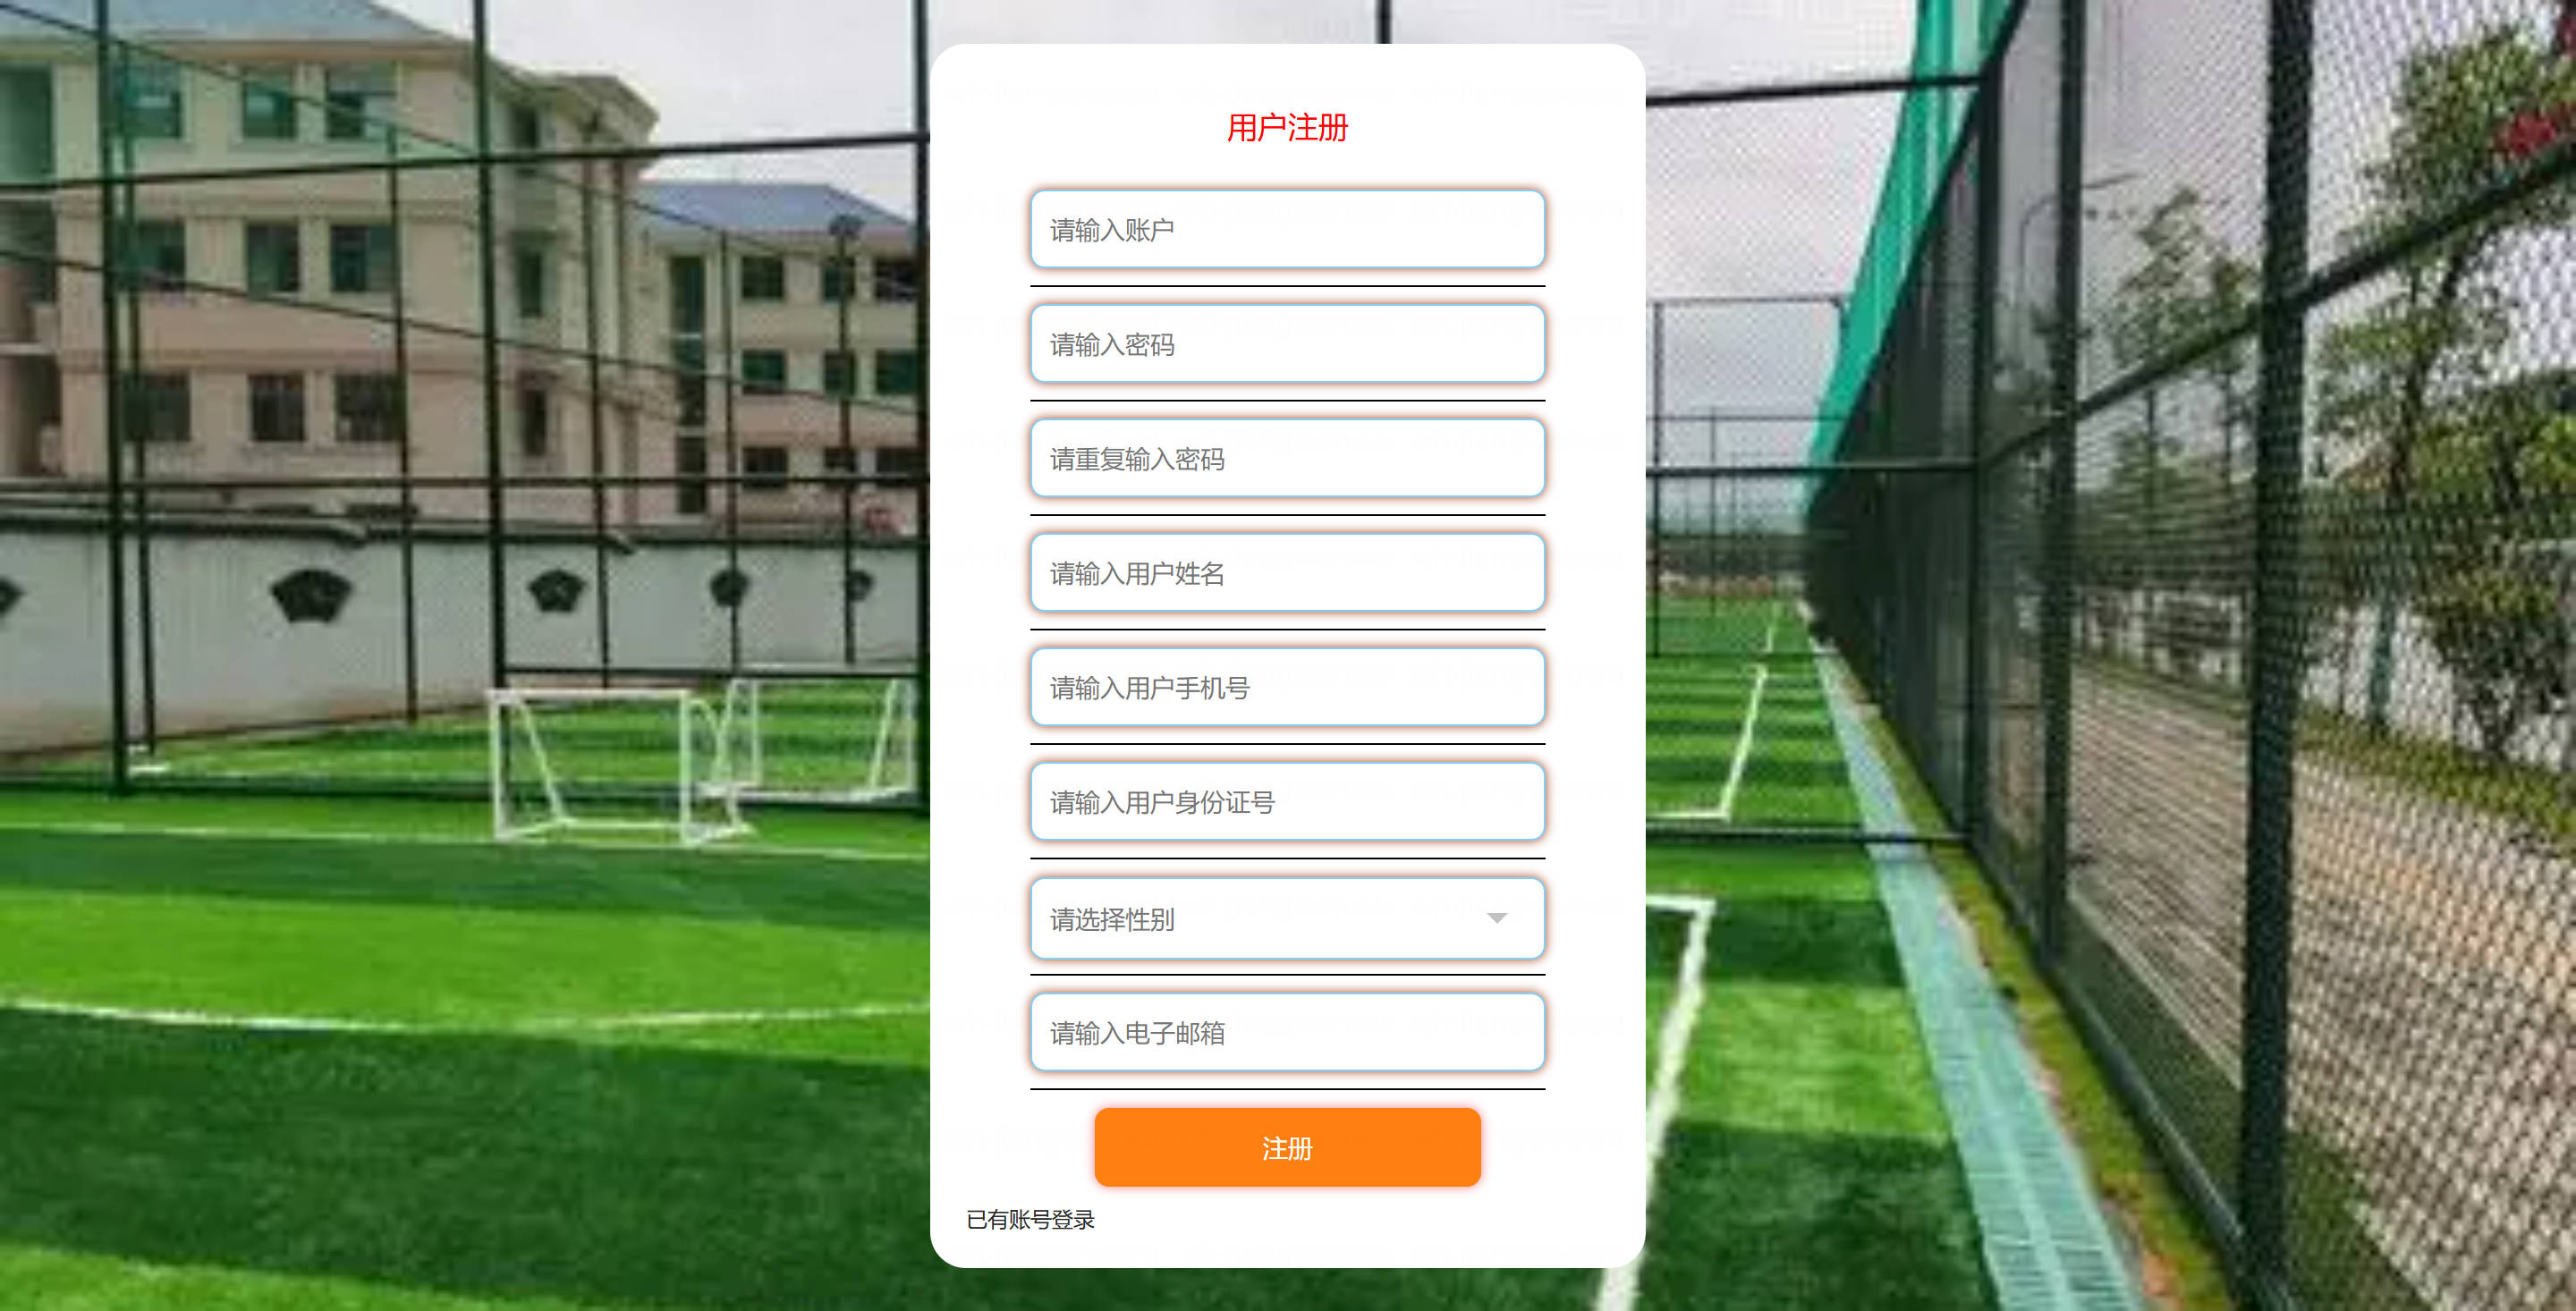 用户注册
请输入账户
请输入密码
请重复输入密码
请输入用户姓名
请输入用户手机号
请输入用户身份证号
请选择性别
请输入电子邮箱
注册
已有账号登录